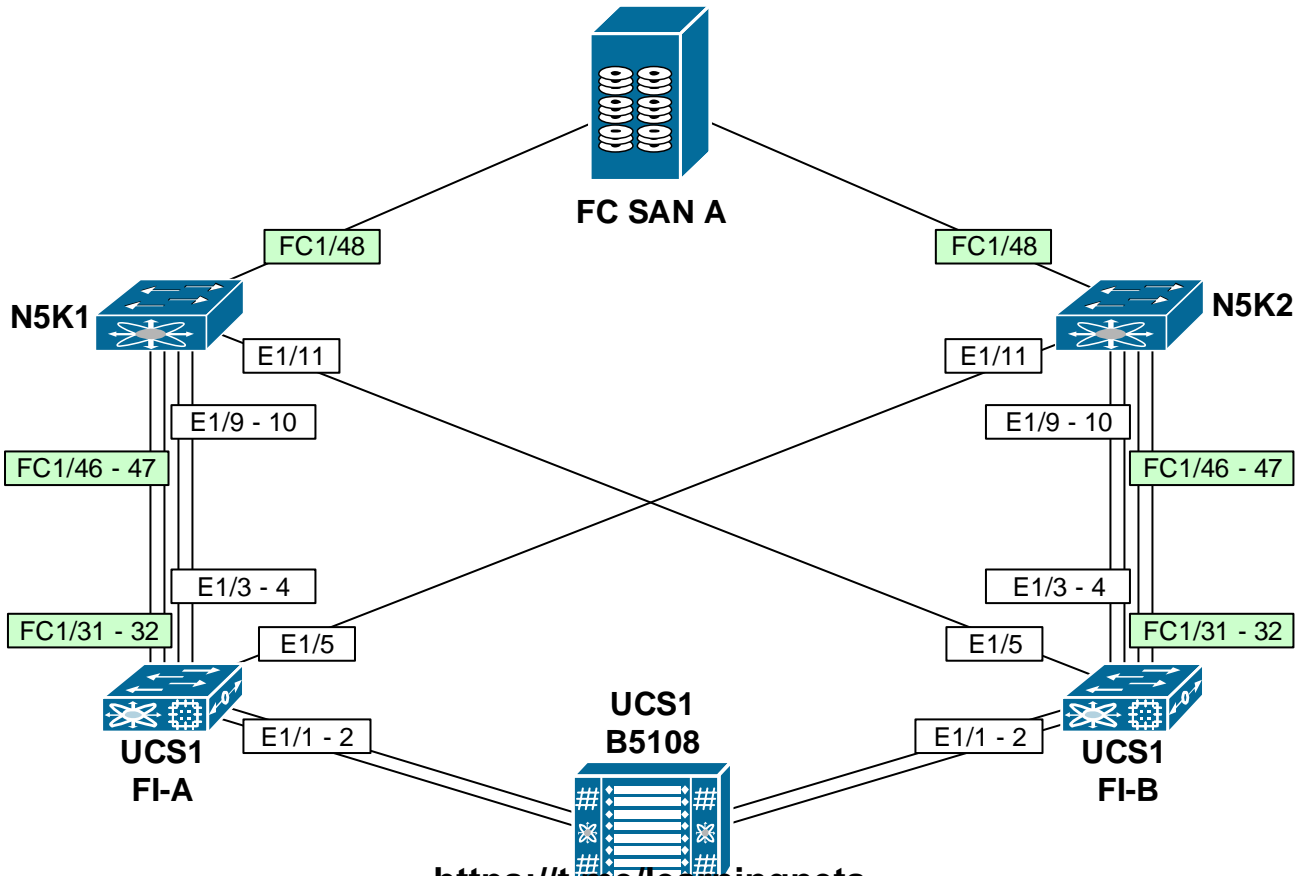 FC SAN A
FC1/48
FC1/48
N5K1
N5K2
E1/11
E1/11
E1/9 - 10
E1/9 - 10
FC1/46 - 47
FC1/46 - 47
E1/3 - 4
E1/3 - 4
FC1/31 - 32
FC1/31 - 32
E1/5
E1/5
UCS1
B5108
E1/1 - 2
E1/1 - 2
UCS1
FI-A
UCS1
FI-B